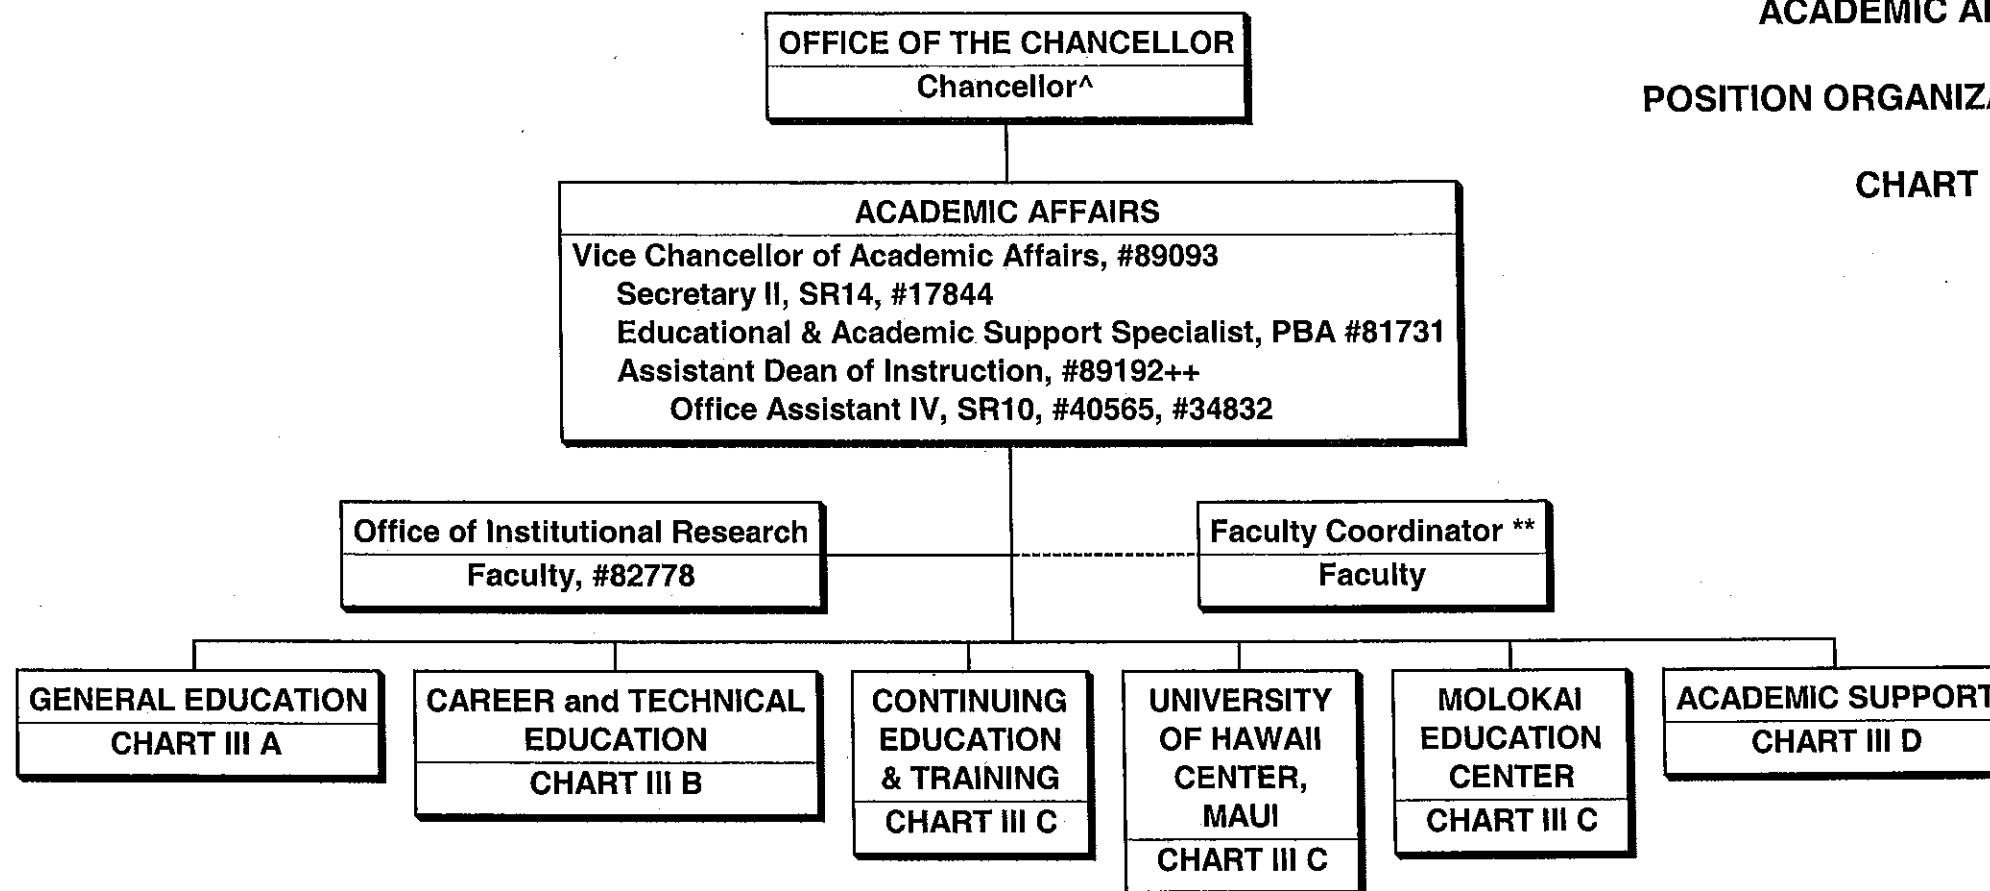 ACADEMIC
POSITION
CHART
OFFICE OF THE CHANCELLOR
Chancellor^
ACADEMIC AFFAIRS
Vice Chancellor of Academic Affairs, #89093
Secretary II, SR14, #17844
Educational & Academic Support Specialist, PBA #81731
Assistant Dean of Instruction, #89192++
Office Assistant IV, SR10, #40565, #34832
Office of Institutional Research
Faculty, #82778
Faculty Coordinator **
Faculty
GENERAL EDUCATION
CHART III A
CAREER and TECHNICAL
EDUCATION
CHART III B
CONTINUING
EDUCATION
& TRAINING
CHART III C
UNIVERSITY
OF HAWAII
CENTER,
MAUI
CHART III C
MOLOKAI
EDUCATION
CENTER
CHART III C
ACADEMIC SUPPORT
CHART III D